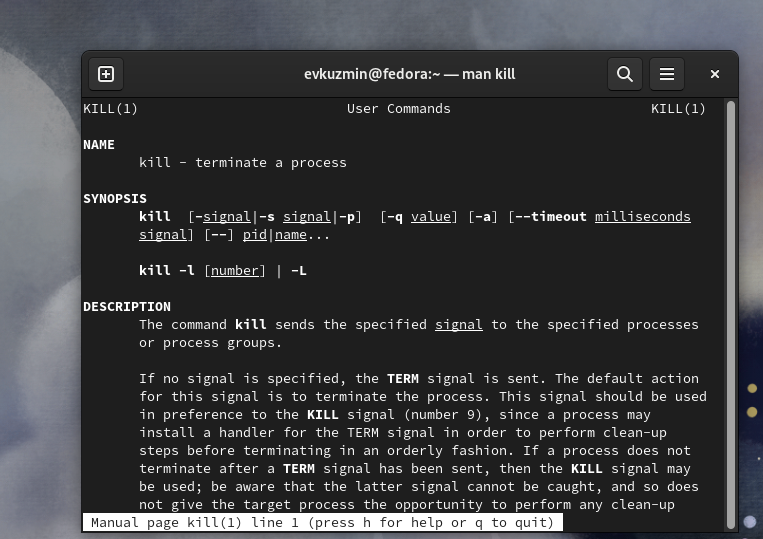 evkuzmin@fedora:~ — man kill
KILL(1) User Commands KILL(1)
NAME
kill - terminate a process
SYNOPSIS
kill [-signal|-s signal|-p] [-q value] [-a] [--timeout milliseconds
signal] [--] pid|name...
kill -l [number] | -L
DESCRIPTION
The command kill sends the specified signal to the specified processes
or process groups.
If no signal is specified, the TERM signal is sent. The default action
for this signal is to terminate the process. This signal should be used
in preference to the KILL signal (number 9), since a process may
install a handler for the TERM signal in order to perform clean-up
steps before terminating in an orderly fashion. If a process does not
terminate after a TERM signal has been sent, then the KILL signal may
be used; be aware that the latter signal cannot be caught, and so does
not give the target process the opportunity to perform any clean-up
Manual page kill(1) line 1 (press h for help or q to quit)